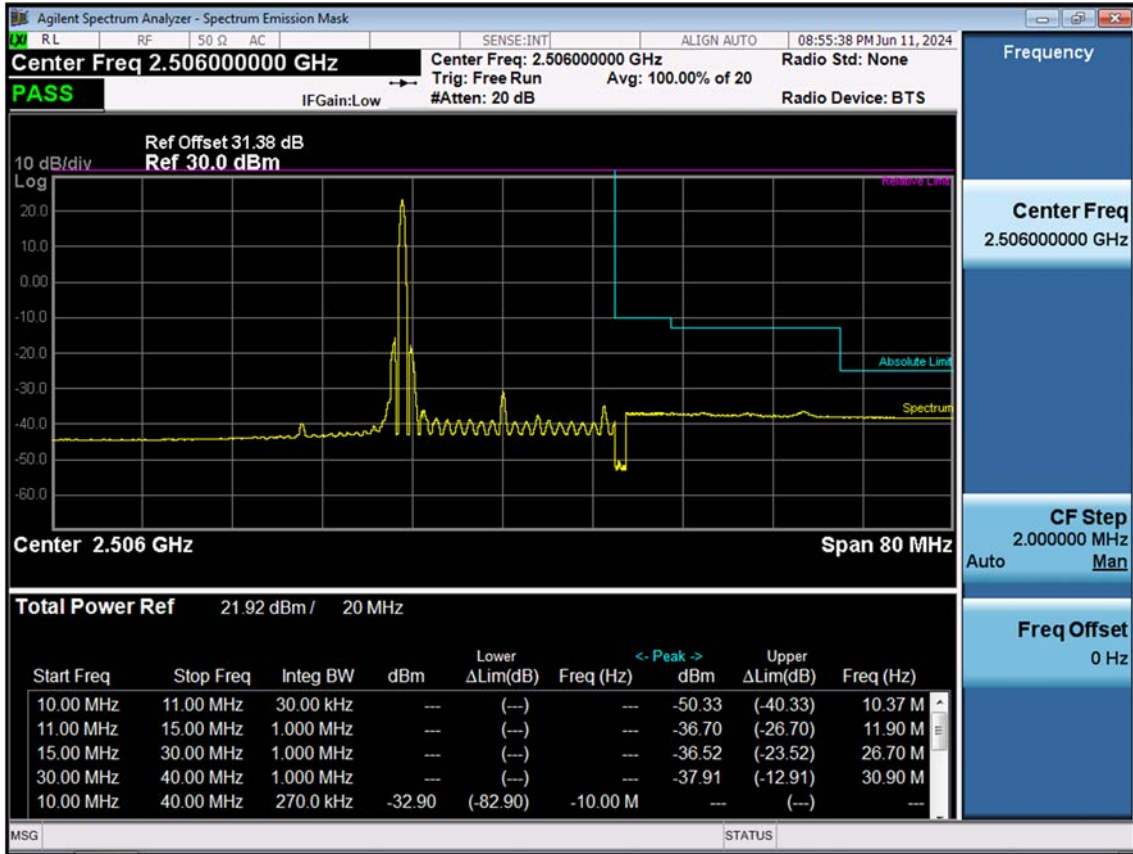 Agilent Spectrum Analyzer - Spectrum Emission Mask
LXI RL RF 50 Ω AC SENSE:INT ALIGN AUTO 08:55:38 PM Jun 11, 2024
Center Freq 2.506000000 GHz Center Freq: 2.506000000 GHz Radio Std: None
Trig: Free Run Avg: 100.00% of 20
PASS IFGain:Low #Atten: 20 dB Radio Device: BTS
Ref Offset 31.38 dB
10 dB/div Ref 30.0 dBm
Log
Relative Limit
20.0
10.0
0.00
-10.0
-20.0
Absolute Limit
-30.0
Spectrum
-40.0
-50.0
-60.0
Center 2.506 GHz Span 80 MHz
Total Power Ref 21.92 dBm / 20 MHz
Lower <- Peak -> Upper
Start Freq Stop Freq Integ BW dBm ΔLim(dB) Freq (Hz) dBm ΔLim(dB) Freq (Hz)
10.00 MHz 11.00 MHz 30.00 kHz --- (---) --- -50.33 (-40.33) 10.37 M
11.00 MHz 15.00 MHz 1.000 MHz --- (---) --- -36.70 (-26.70) 11.90 M
15.00 MHz 30.00 MHz 1.000 MHz --- (---) --- -36.52 (-23.52) 26.70 M
30.00 MHz 40.00 MHz 1.000 MHz --- (---) --- -37.91 (-12.91) 30.90 M
10.00 MHz 40.00 MHz 270.0 kHz -32.90 (-82.90) -10.00 M --- (---) ---
MSG STATUS
Frequency
Center Freq
2.506000000 GHz
CF Step
2.000000 MHz
Auto Man
Freq Offset
0 Hz